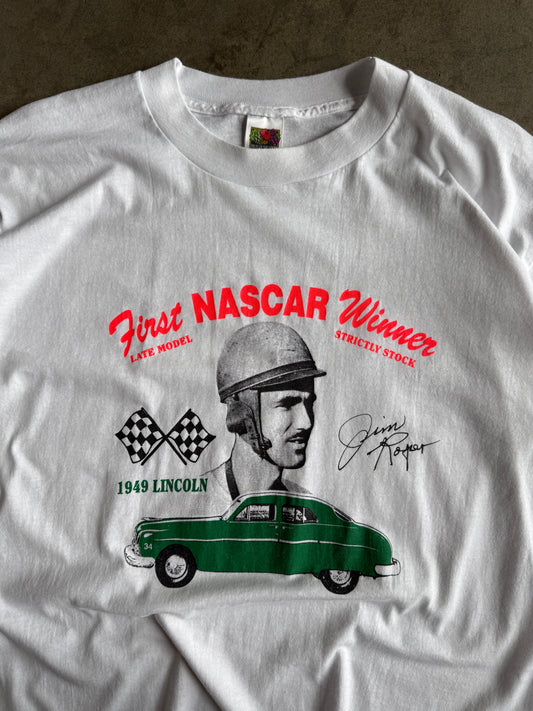 First NASCAR Winner
LATE MODEL STRICTLY STOCK
Jim Roper
1949 LINCOLN
34